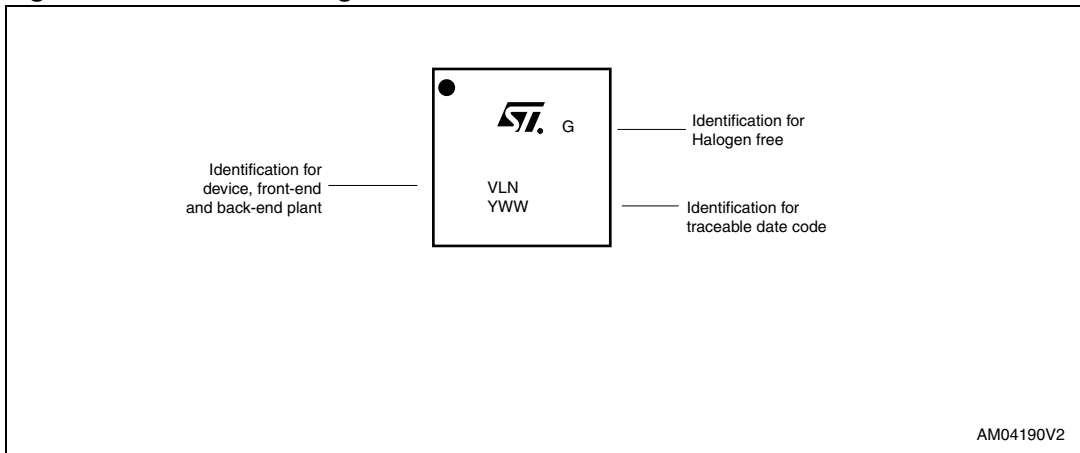 ST.
G
Identification for
Halogen free
Identification for
device, front-end
and back-end plant
VLN
YWW
Identification for
traceable date code
AM04190V2